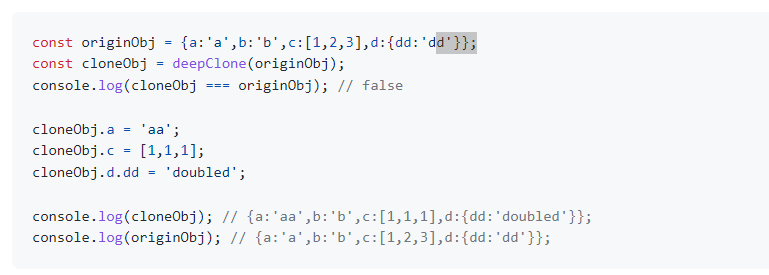 const originObj = {a:'a',b:'b',c:[1,2,3],d:{dd:'dd'}};
const cloneObj = deepClone(originObj);
console.log(cloneObj === originObj); // false
cloneObj.a = 'aa';
cloneObj.c = [1,1,1];
cloneObj.d.dd = 'doubled';
console.log(cloneObj); // {a:'aa',b:'b',c:[1,1,1],d:{dd:'doubled'}};
console.log(originObj); // {a:'a',b:'b',c:[1,2,3],d:{dd:'dd'}};